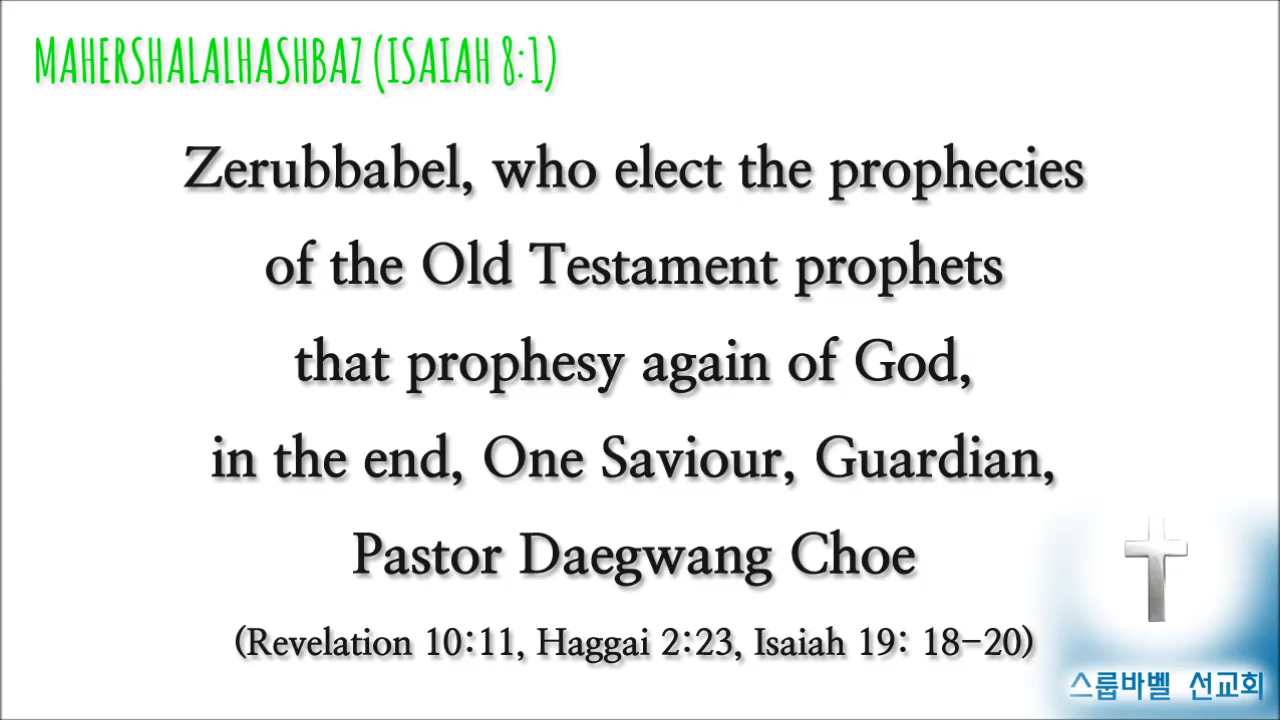 MAHERSHALALHASHBAZ (ISAIAH 8:1)
Zerubbabel, who elect the prophecies
of the Old Testament prophets
that prophesy again of God,
in the end, One Saviour, Guardian,
Pastor Daegwang Choe
(Revelation 10:11, Haggai 2:23, Isaiah 19: 18-20)
스룹바벨 선교회